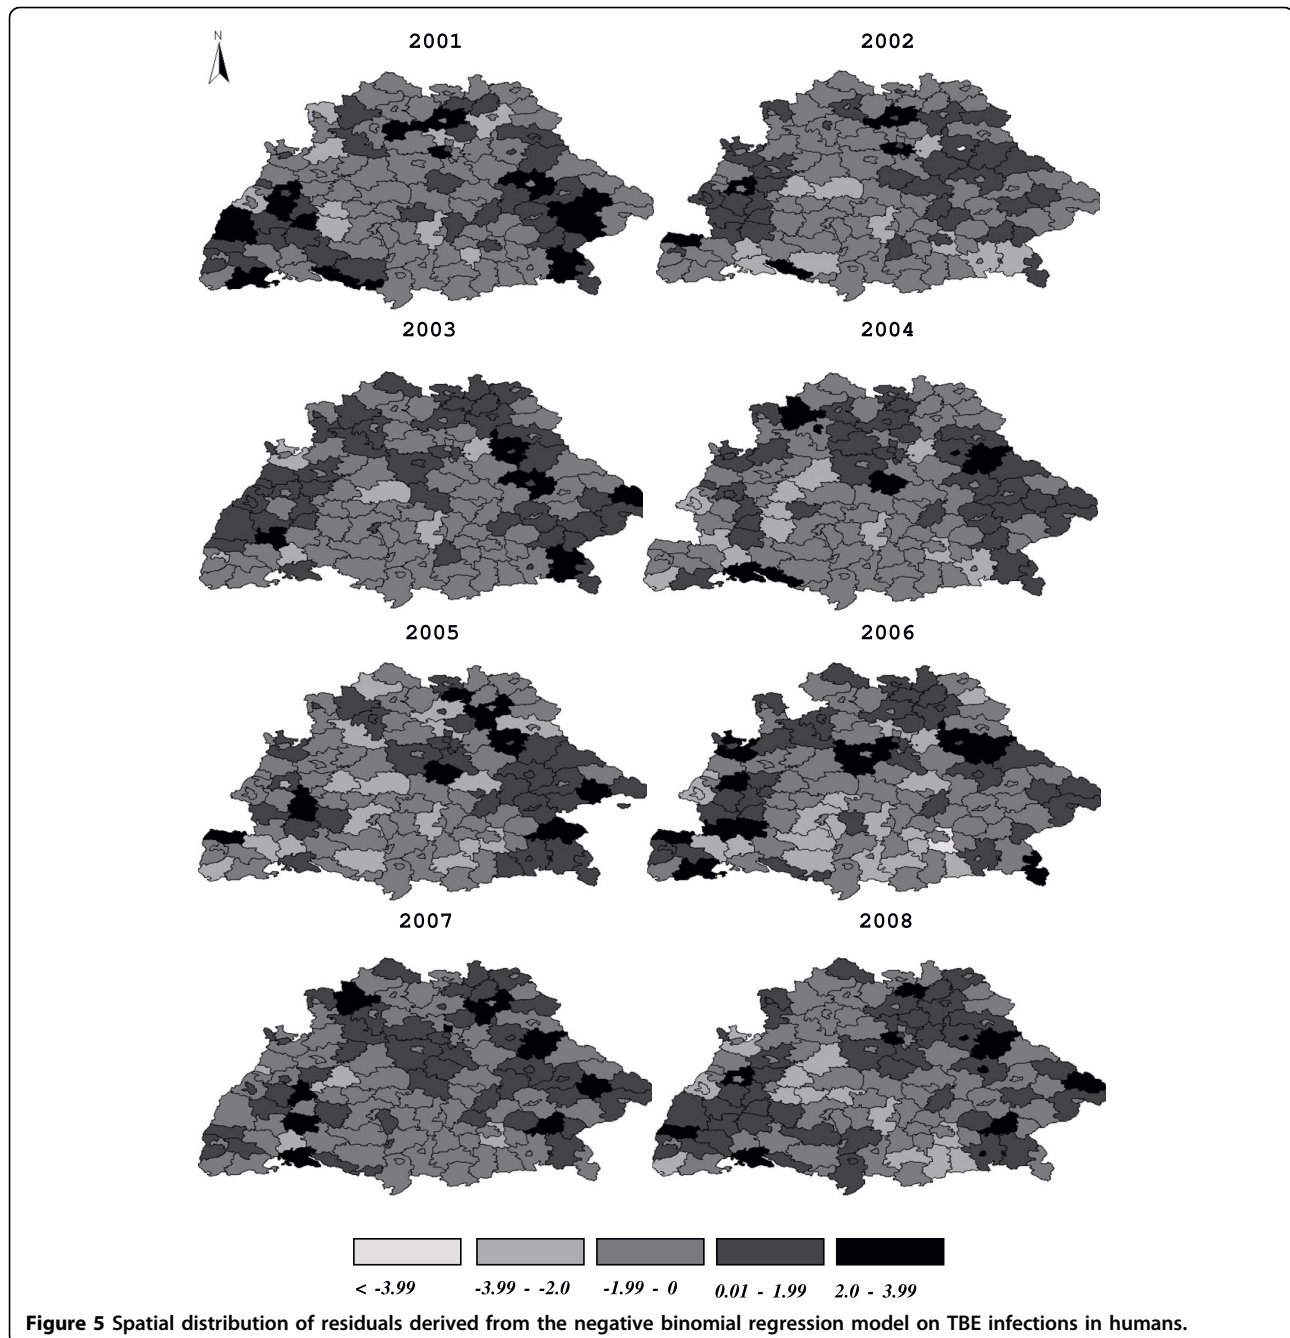 N
2001
2002
2003
2004
2005
2006
2007
2008
< -3.99
-3.99 - -2.0
-1.99 - 0
0.01 - 1.99
2.0 - 3.99
Figure 5 Spatial distribution of residuals derived from the negative binomial regression model on TBE infections in humans.